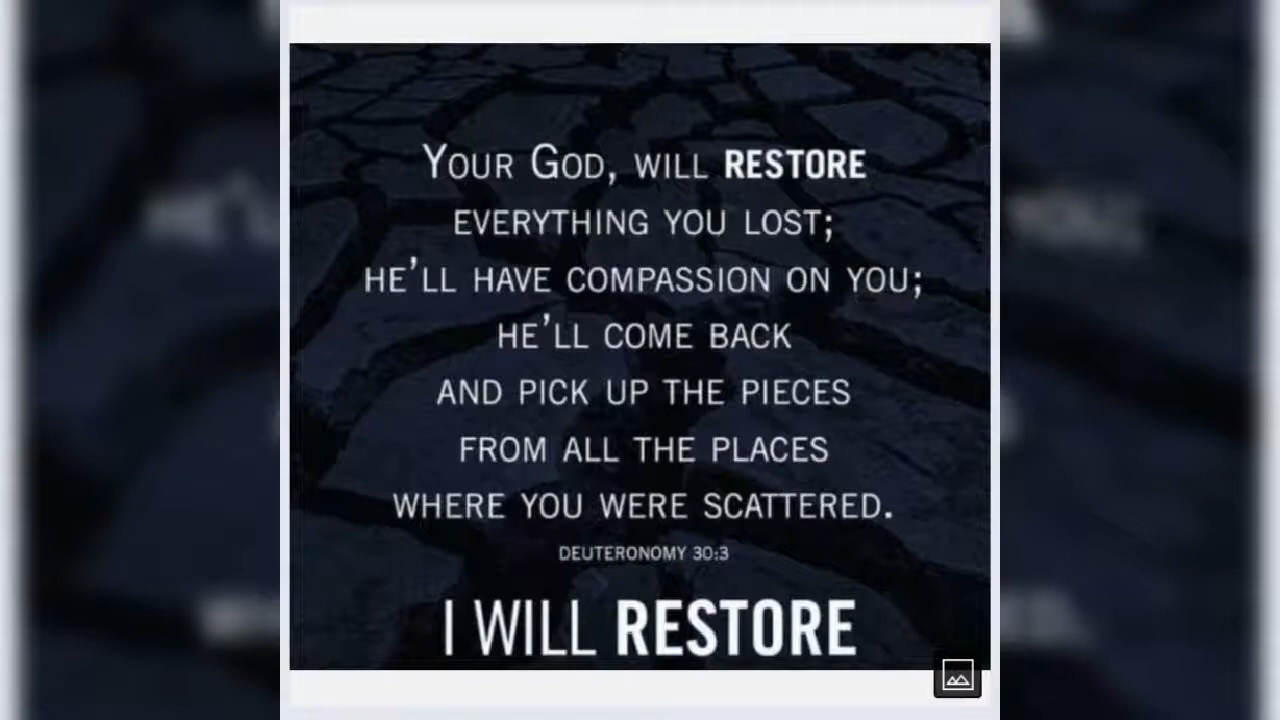 Your God, will RESTORE
everything you lost;
he'll have compassion on you;
he'll come back
and pick up the pieces
from all the places
where you were scattered.
DEUTERONOMY 30:3
I WILL RESTORE